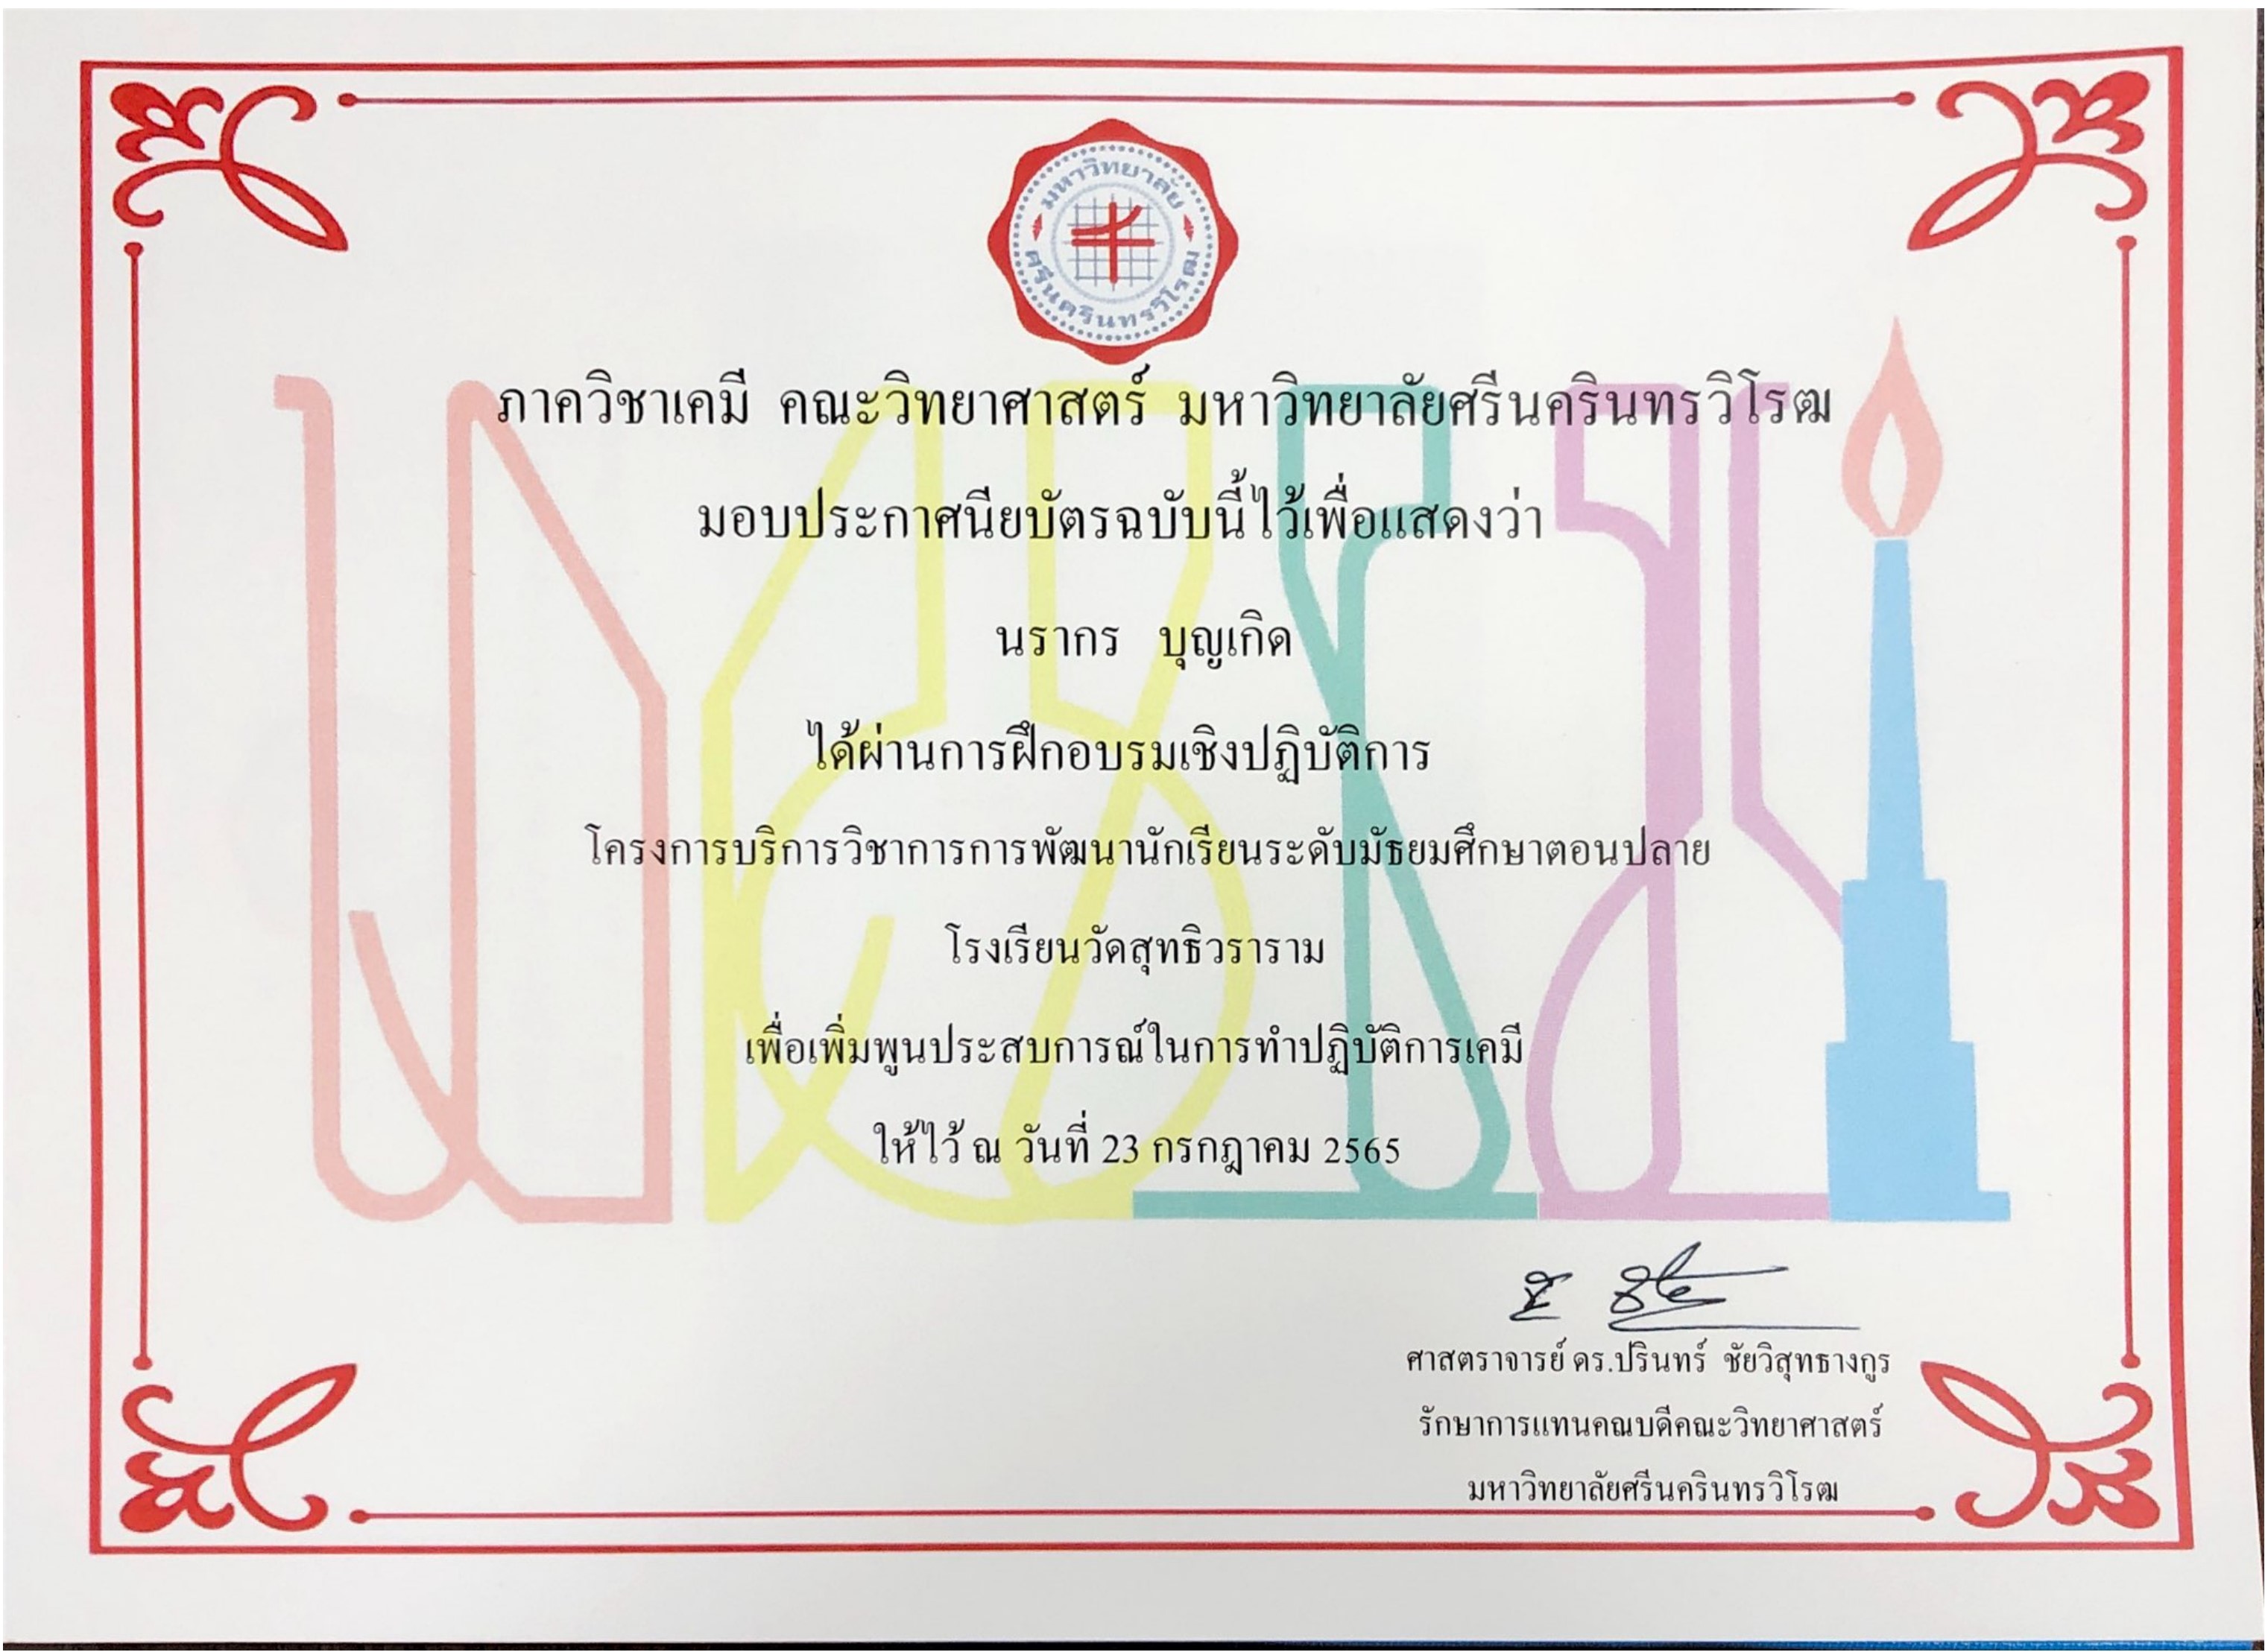 มหาวิทยาลัย
ศรีนครินทรวิโรฒ
ภาควิชาเคมี คณะวิทยาศาสตร์ มหาวิทยาลัยศรีนครินทรวิโรฒ
มอบประกาศนียบัตรฉบับนี้ไว้เพื่อแสดงว่า
นรากร บุญเกิด
ได้ผ่านการฝึกอบรมเชิงปฏิบัติการ
โครงการบริการวิชาการการพัฒนานักเรียนระดับมัธยมศึกษาตอนปลาย
โรงเรียนวัดสุทธิวราราม
เพื่อเพิ่มพูนประสบการณ์ในการทำปฏิบัติการเคมี
ให้ไว้ ณ วันที่ 23 กรกฎาคม 2565
ศาสตราจารย์ ดร.ปรินทร์ ชัยวิสุทธางกูร
รักษาการแทนคณบดีคณะวิทยาศาสตร์
มหาวิทยาลัยศรีนครินทรวิโรฒ